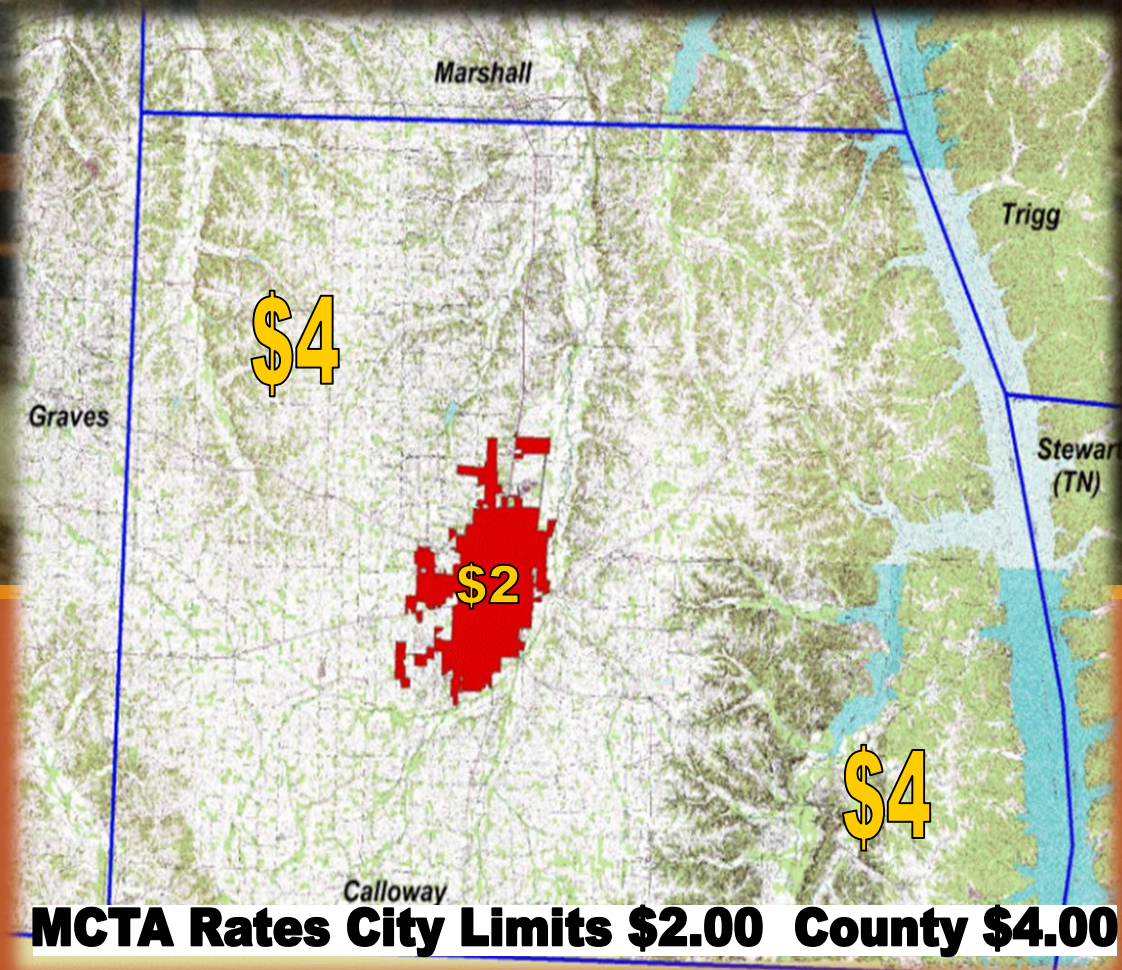 Marshall
Trigg
$4
Graves
Stewart
(TN)
$2
$4
Calloway
MCTA Rates City Limits $2.00 County $4.00